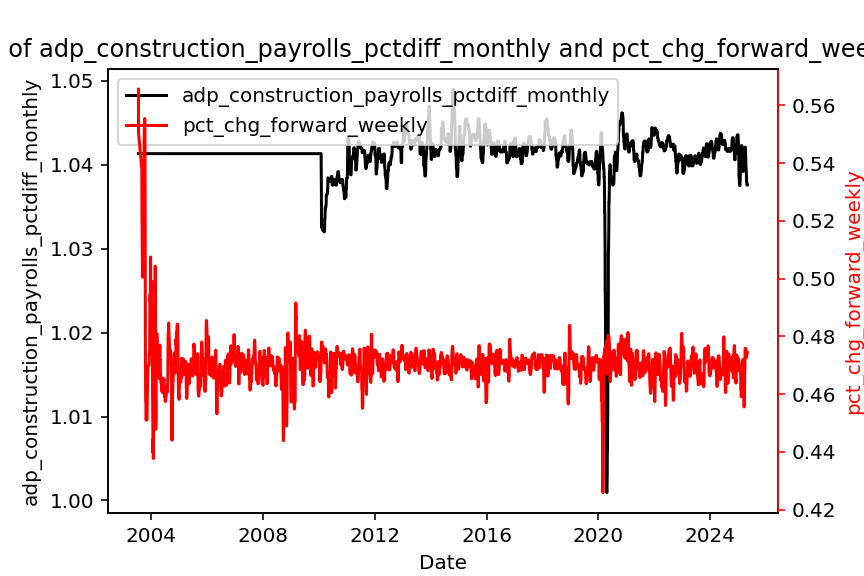 of adp_construction_payrolls_pctdiff_monthly and pct_chg_forward_wee
adp_construction_payrolls_pctdiff_monthly
pct_chg_forward_weekly
adp_construction_payrolls_pctdiff_monthly
1.05
1.04
1.03
1.02
1.01
1.00
0.56
0.54
0.52
0.50
0.48
0.46
0.44
0.42
pct_chg_forward_weekly
2004 2008 2012 2016 2020 2024
Date